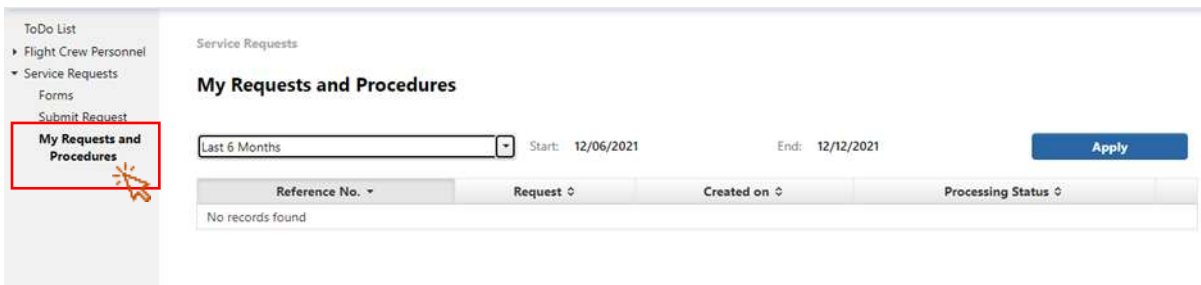 ToDo List
Flight Crew Personnel
Service Requests
Forms
Submit Request
My Requests and
Procedures
Service Requests
My Requests and Procedures
Last 6 Months Start: 12/06/2021 End: 12/12/2021 Apply
Reference No. Request Created on Processing Status
No records found